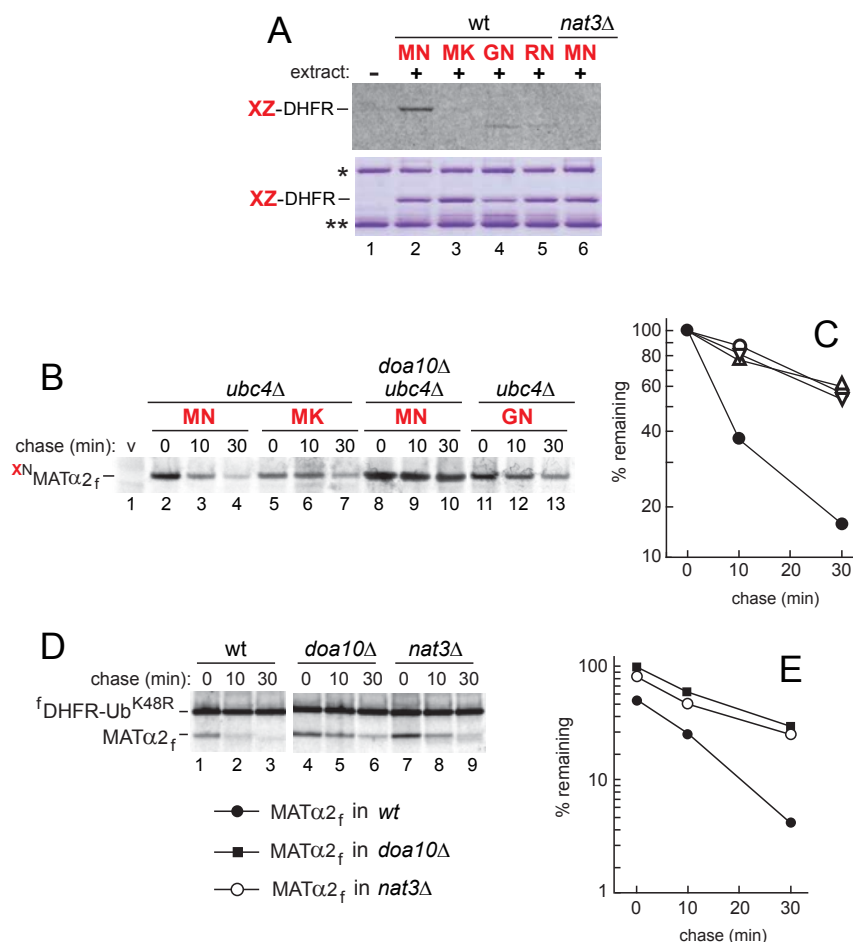 A
wt nat3Δ
MN MK GN RN MN
extract: – + + + + +
XZ-DHFR –
*
XZ-DHFR –
**
1 2 3 4 5 6
B
doa10Δ
ubc4Δ ubc4Δ ubc4Δ
MN MK MN GN
chase (min): v 0 10 30 0 10 30 0 10 30 0 10 30
XNMATα2f –
1 2 3 4 5 6 7 8 9 10 11 12 13
C
100
80
60
40
20
10
% remaining
0 10 20 30
chase (min)
D
wt doa10Δ nat3Δ
chase (min): 0 10 30 0 10 30 0 10 30
fDHFR-UbK48R –
MATα2f –
1 2 3 4 5 6 7 8 9
MATα2f in wt
MATα2f in doa10Δ
MATα2f in nat3Δ
E
100
10
1
% remaining
0 10 20 30
chase (min)